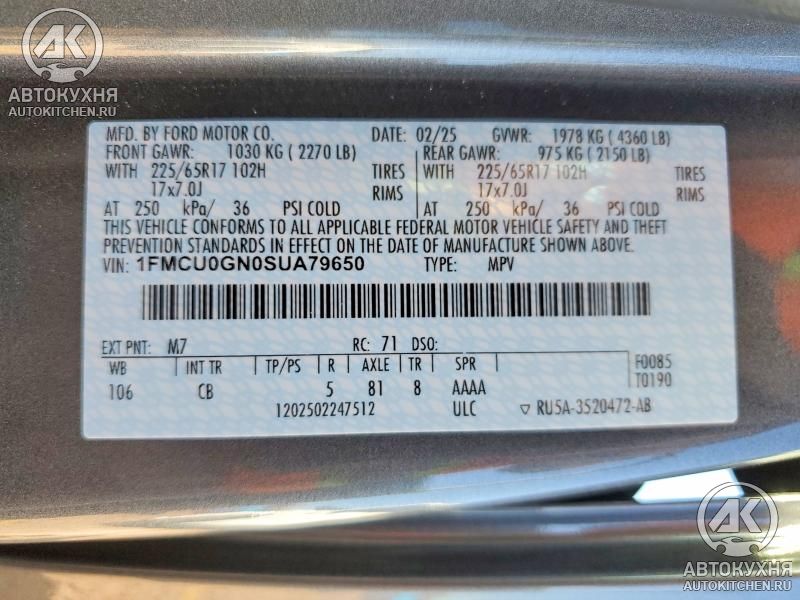 АК
АВТОКУХНЯ
AUTOKITCHEN.RU
MFD. BY FORD MOTOR CO. DATE: 02/25 GVWR: 1978 KG ( 4360 LB)
FRONT GAWR: 1030 KG ( 2270 LB) REAR GAWR: 975 KG ( 2150 LB)
WITH 225/65R17 102H TIRES WITH 225/65R17 102H TIRES
17x7.0J RIMS 17x7.0J RIMS
AT 250 kPa/ 36 PSI COLD AT 250 kPa/ 36 PSI COLD
THIS VEHICLE CONFORMS TO ALL APPLICABLE FEDERAL MOTOR VEHICLE SAFETY AND THEFT
PREVENTION STANDARDS IN EFFECT ON THE DATE OF MANUFACTURE SHOWN ABOVE.
VIN: 1FMCU0GN0SUA79650 TYPE: MPV
EXT PNT: M7 RC: 71 DSO:
WB INT TR TP/PS R AXLE TR SPR F0085
106 CB 5 81 8 AAAA T0190
1202502247512 ULC ▽ RU5A-3520472-AB
АК
АВТОКУХНЯ
AUTOKITCHEN.RU